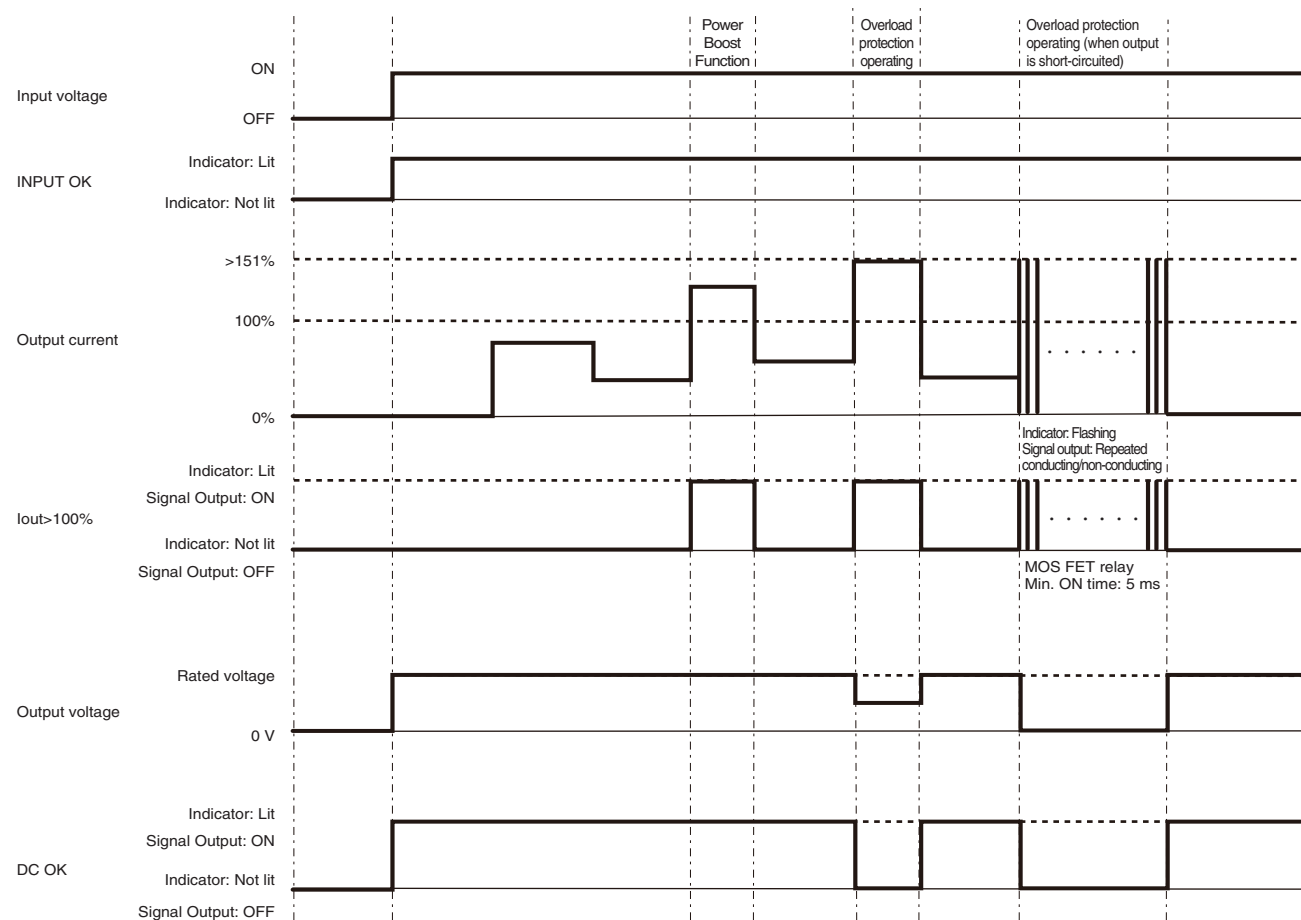 Power
Boost
Function
Overload
protection
operating
Overload protection
operating (when output
is short-circuited)
ON
Input voltage
OFF
Indicator: Lit
INPUT OK
Indicator: Not lit
>151%
100%
Output current
0%
Indicator: Flashing
Signal output: Repeated
conducting/non-conducting
Indicator: Lit
Signal Output: ON
Iout>100%
Indicator: Not lit
Signal Output: OFF
MOS FET relay
Min. ON time: 5 ms
Rated voltage
Output voltage
0 V
Indicator: Lit
Signal Output: ON
DC OK
Indicator: Not lit
Signal Output: OFF